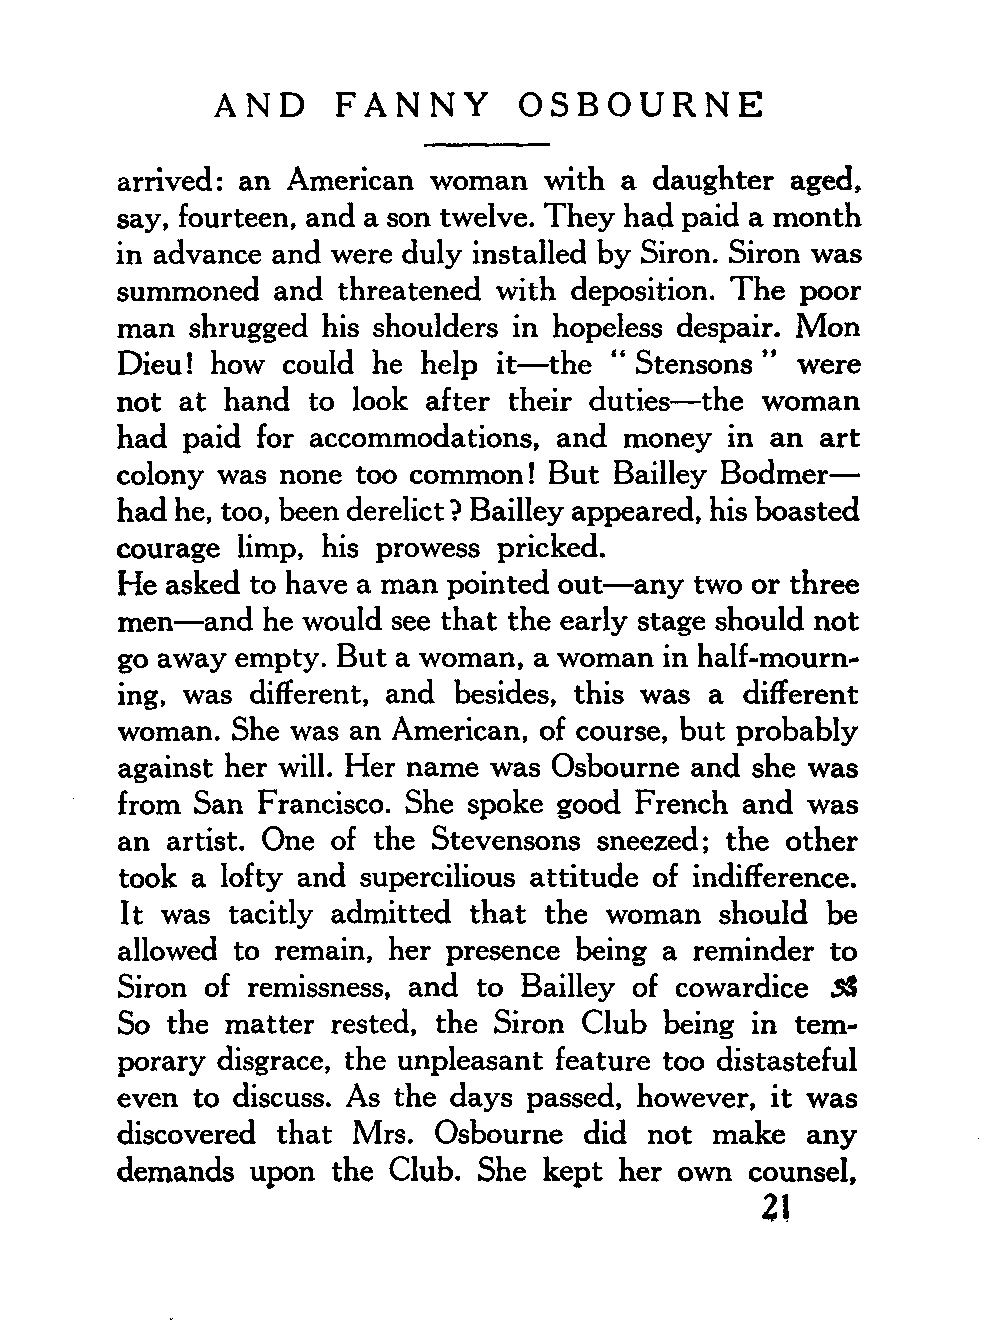 AND FANNY OSBOURNE
arrived: an American woman with a daughter aged,
say, fourteen, and a son twelve. They had paid a month
in advance and were duly installed by Siron. Siron was
summoned and threatened with deposition. The poor
man shrugged his shoulders in hopeless despair. Mon
Dieu! how could he help it—the “Stensons” were
not at hand to look after their duties—the woman
had paid for accommodations, and money in an art
colony was none too common! But Bailley Bodmer—
had he, too, been derelict? Bailley appeared, his boasted
courage limp, his prowess pricked.
He asked to have a man pointed out—any two or three
men—and he would see that the early stage should not
go away empty. But a woman, a woman in half-mourn-
ing, was different, and besides, this was a different
woman. She was an American, of course, but probably
against her will. Her name was Osbourne and she was
from San Francisco. She spoke good French and was
an artist. One of the Stevensons sneezed; the other
took a lofty and supercilious attitude of indifference.
It was tacitly admitted that the woman should be
allowed to remain, her presence being a reminder to
Siron of remissness, and to Bailley of cowardice
So the matter rested, the Siron Club being in tem-
porary disgrace, the unpleasant feature too distasteful
even to discuss. As the days passed, however, it was
discovered that Mrs. Osbourne did not make any
demands upon the Club. She kept her own counsel,
21